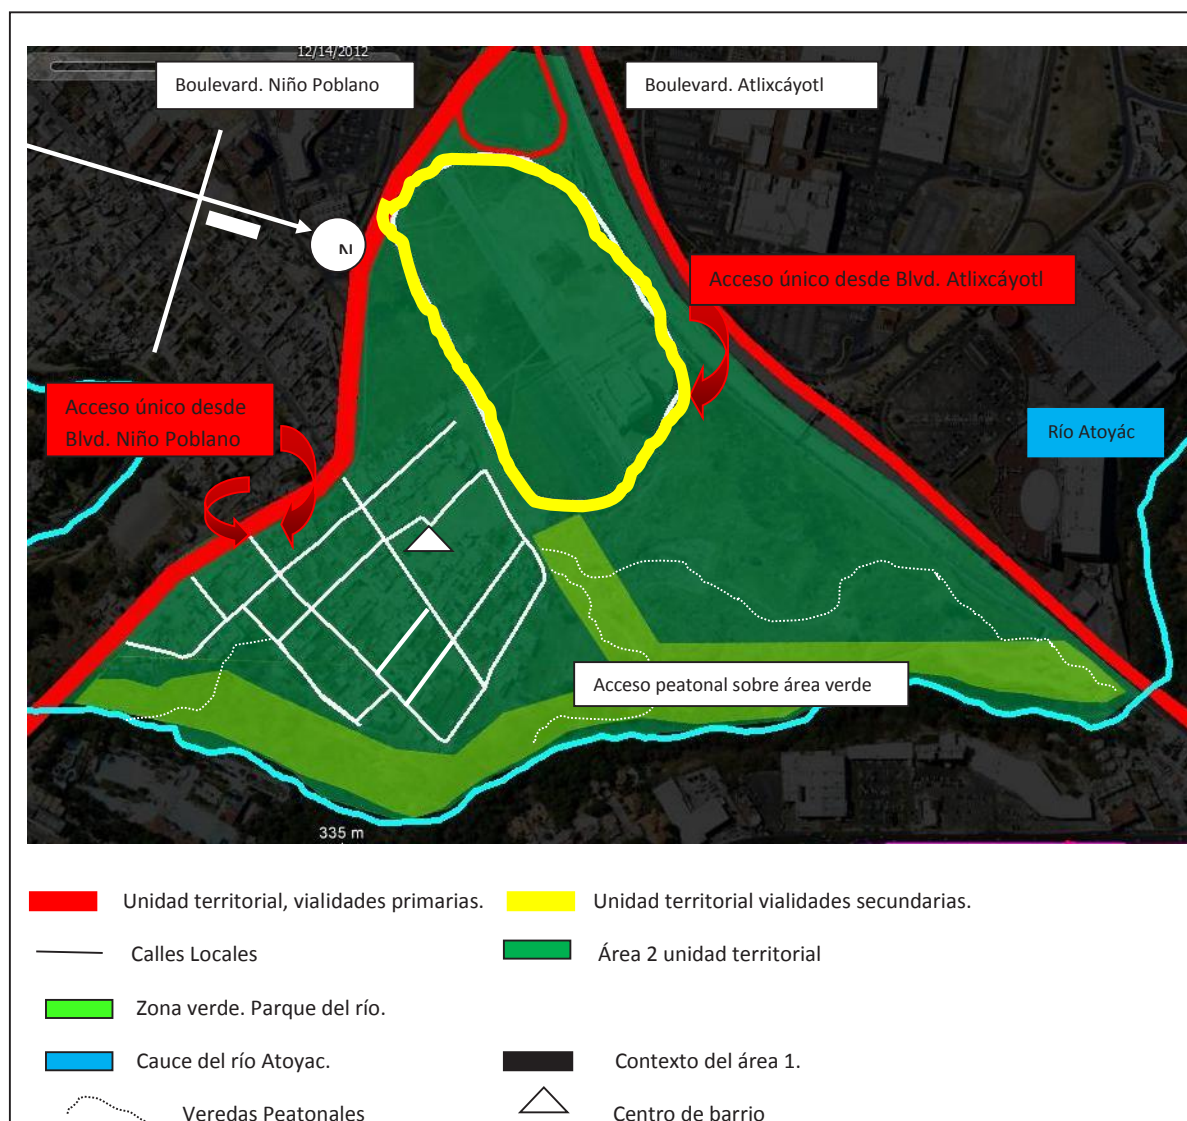 12/14/2012
Boulevard. Niño Poblano
Boulevard. Atlixcáyotl
N
Acceso único desde Blvd. Atlixcáyotl
Acceso único desde
Blvd. Niño Poblano
Río Atoyác
Acceso peatonal sobre área verde
335 m
Unidad territorial, vialidades primarias.
Unidad territorial vialidades secundarias.
Calles Locales
Área 2 unidad territorial
Zona verde. Parque del río.
Cauce del río Atoyac.
Contexto del área 1.
Veredas Peatonales
Centro de barrio